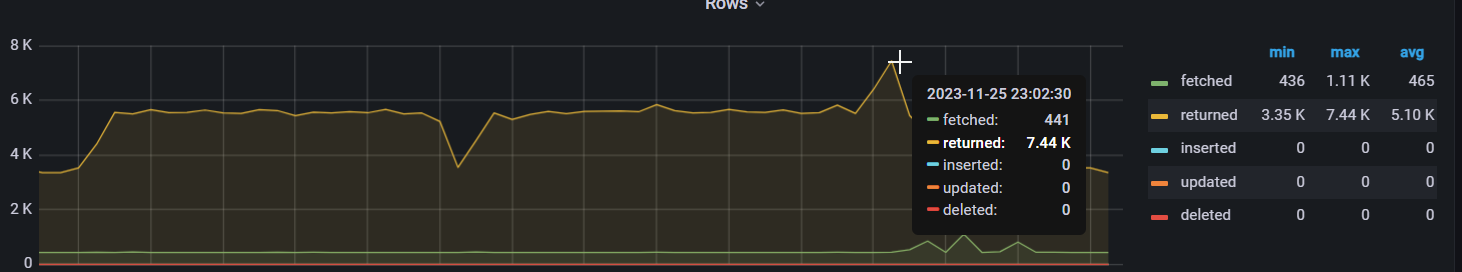 Rows
8 K
6 K
4 K
2 K
0
2023-11-25 23:02:30
fetched: 441
returned: 7.44 K
inserted: 0
updated: 0
deleted: 0
min max avg
fetched 436 1.11 K 465
returned 3.35 K 7.44 K 5.10 K
inserted 0 0 0
updated 0 0 0
deleted 0 0 0